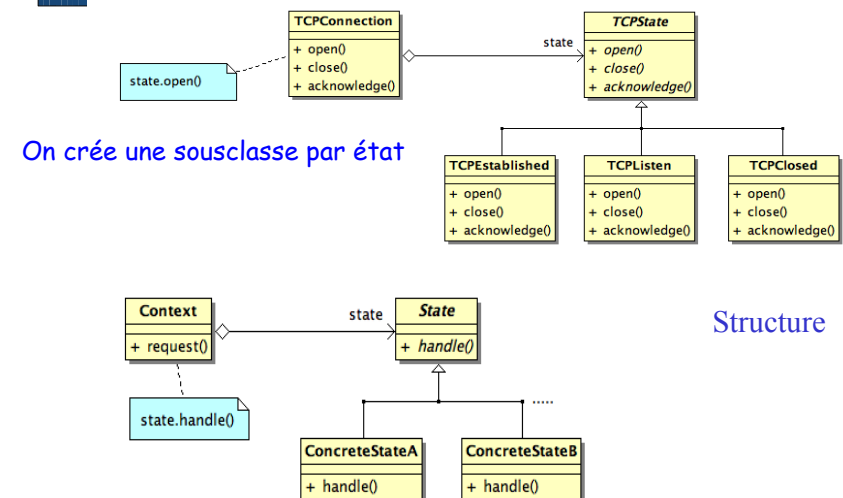 TCPConnection
+ open()
+ close()
+ acknowledge()
state.open()
state
TCPState
+ open()
+ close()
+ acknowledge()
On crée une sousclasse par état
TCPEstablished
+ open()
+ close()
+ acknowledge()
TCPListen
+ open()
+ close()
+ acknowledge()
TCPClosed
+ open()
+ close()
+ acknowledge()
Structure
Context
+ request()
state.handle()
state
State
+ handle()
.....
ConcreteStateA
+ handle()
ConcreteStateB
+ handle()